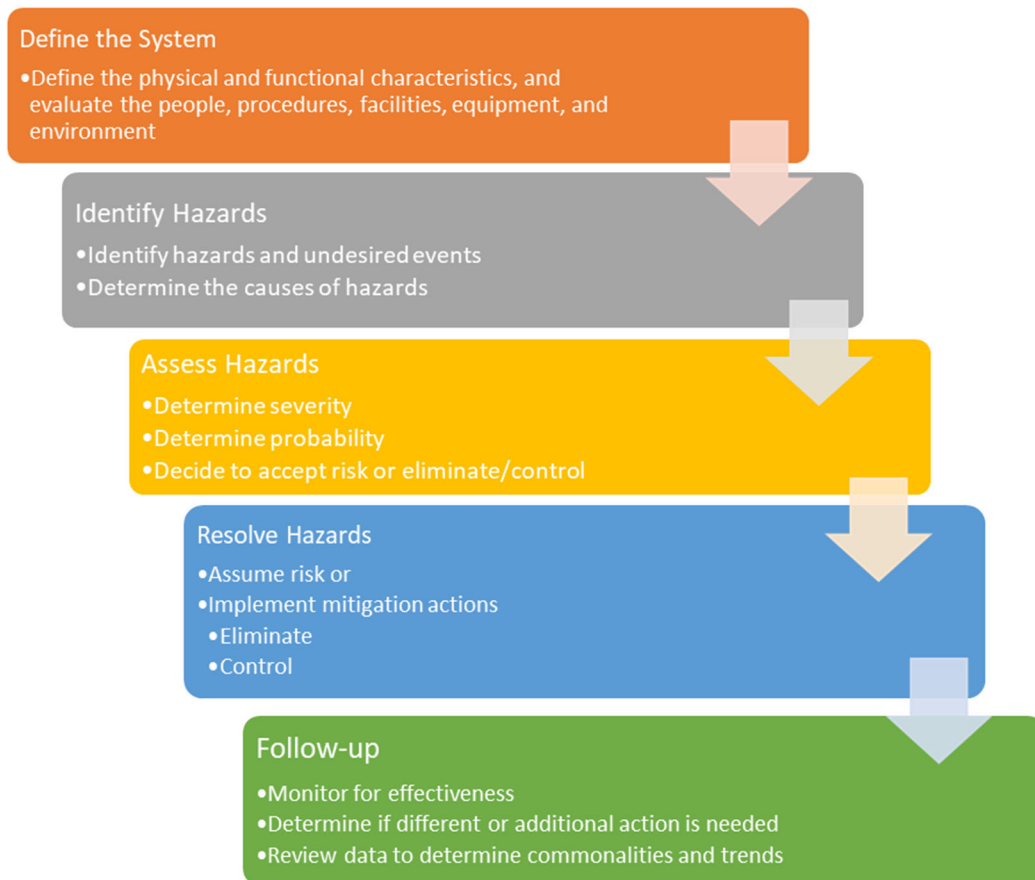 Define the System
•Define the physical and functional characteristics, and
evaluate the people, procedures, facilities, equipment, and
environment
Identify Hazards
•Identify hazards and undesired events
•Determine the causes of hazards
Assess Hazards
•Determine severity
•Determine probability
•Decide to accept risk or eliminate/control
Resolve Hazards
•Assume risk or
•Implement mitigation actions
•Eliminate
•Control
Follow-up
•Monitor for effectiveness
•Determine if different or additional action is needed
•Review data to determine commonalities and trends